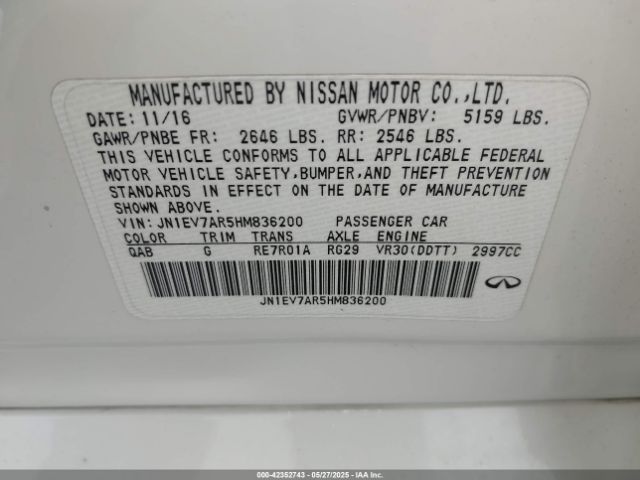 MANUFACTURED BY NISSAN MOTOR CO.,LTD.
DATE: 11/16 GVWR/PNBV: 5159 LBS.
GAWR/PNBE FR: 2646 LBS. RR: 2546 LBS.
THIS VEHICLE CONFORMS TO ALL APPLICABLE FEDERAL
MOTOR VEHICLE SAFETY,BUMPER,AND THEFT PREVENTION
STANDARDS IN EFFECT ON THE DATE OF MANUFACTURE
SHOWN ABOVE.
VIN: JN1EV7AR5HM836200 PASSENGER CAR
COLOR TRIM TRANS AXLE ENGINE
QAB G RE7R01A RG29 VR30(DDTT) 2997CC
JN1EV7AR5HM836200
000-42352743 - 05/27/2025 - IAAI.COM